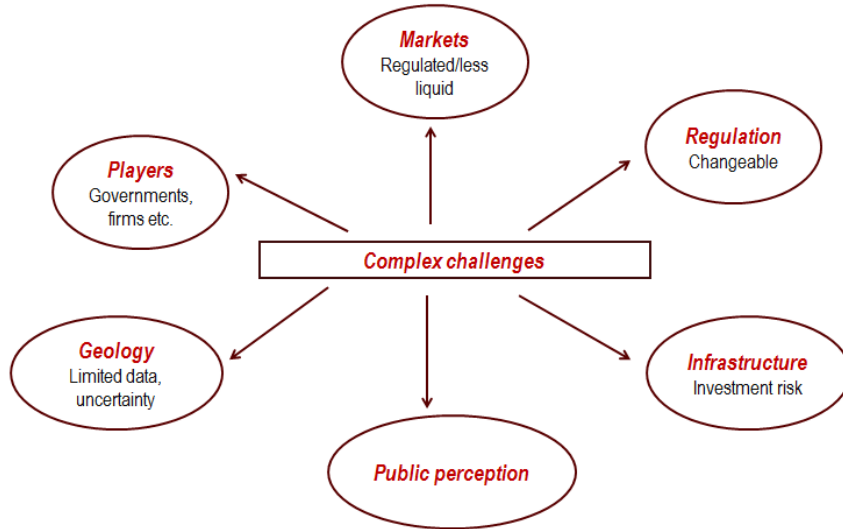 Markets
Regulated/less
liquid
Regulation
Changeable
Players
Governments,
firms etc.
Complex challenges
Geology
Limited data,
uncertainty
Infrastructure
Investment risk
Public perception